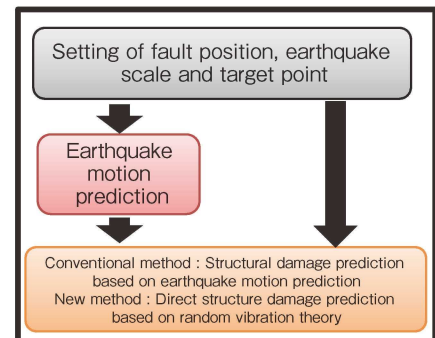 Setting of fault position, earthquake
scale and target point
Earthquake
motion
prediction
Conventional method : Structural damage prediction
based on earthquake motion prediction
New method : Direct structure damage prediction
based on random vibration theory